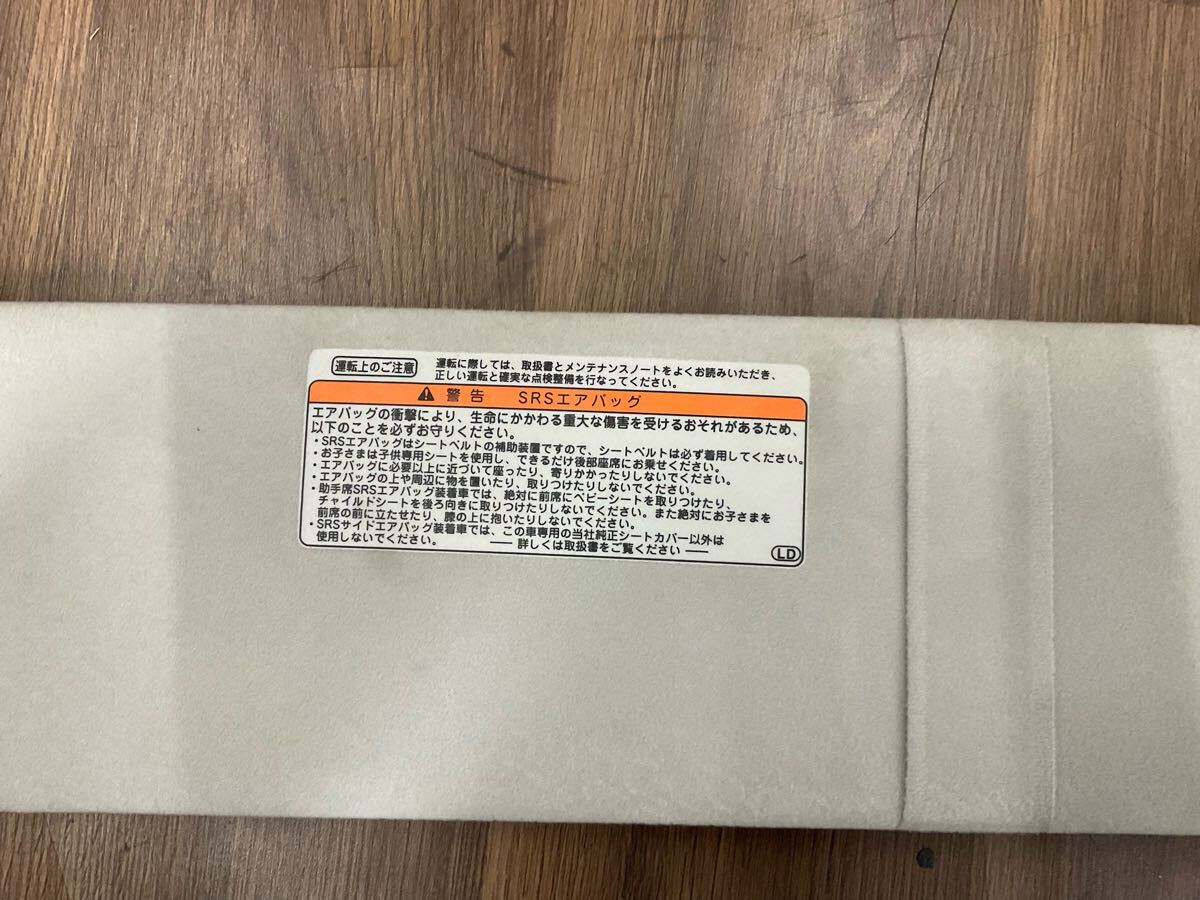 運転上のご注意
運転に際しては、取扱書とメンテナンスノートをよくお読みいただき、
正しい運転と確実な点検整備を行なってください。
警告 SRSエアバッグ
エアバッグの衝撃により、生命にかかわる重大な傷害を受けるおそれがあるため、
以下のことを必ずお守りください。
・SRSエアバッグはシートベルトの補助装置ですので、シートベルトは必ず着用してください。
・お子さまは子供専用シートを使用し、できるだけ後部座席にお乗せください。
・エアバッグに必要以上に近づいて座ったり、寄りかかったりしないでください。
・エアバッグの上や周辺に物を置いたり、取りつけたりしないでください。
・助手席SRSエアバッグ装着車では、絶対に前席にベビーシートを取りつけたり、
チャイルドシートを後ろ向きに取りつけたりしないでください。また絶対にお子さまを
前席の前に立たせたり、膝の上に抱いたりしないでください。
・SRSサイドエアバッグ装着車では、この車専用の当社純正シートカバー以外は
使用しないでください。 ── 詳しくは取扱書をご覧ください ──
LD